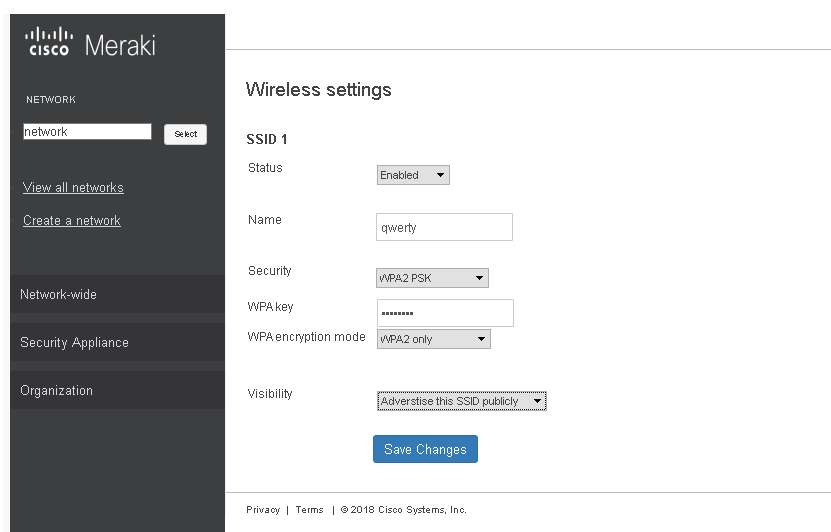 cisco Meraki
NETWORK
network
Select
View all networks
Create a network
Network-wide
Security Appliance
Organization
Wireless settings
SSID 1
Status
Enabled
Name
qwerty
Security
WPA2 PSK
WPA key
••••••••
WPA encryption mode
WPA2 only
Visibility
Adverstise this SSID publicly
Save Changes
Privacy | Terms | © 2018 Cisco Systems, Inc.